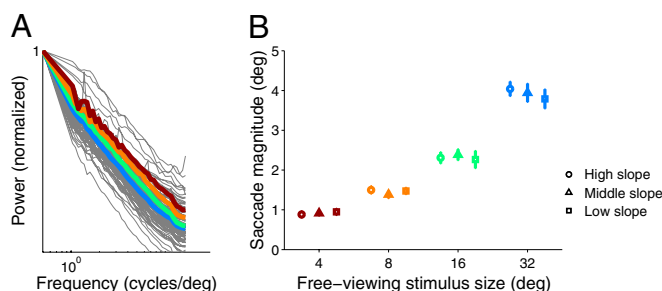 A
1
Power (normalized)
10⁰
Frequency (cycles/deg)
B
5
4
3
2
1
0
Saccade magnitude (deg)
4 8 16 32
Free−viewing stimulus size (deg)
High slope
Middle slope
Low slope